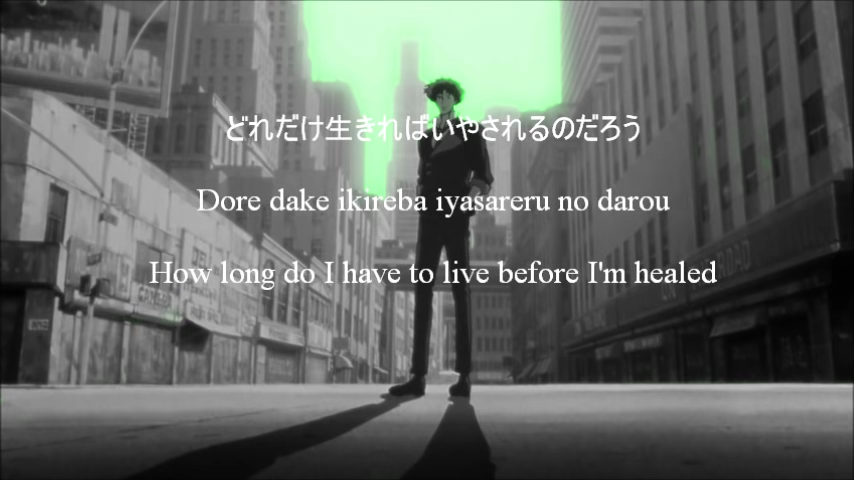 どれだけ生きればいやされるのだろう
Dore dake ikireba iyasareru no darou
How long do I have to live before I'm healed